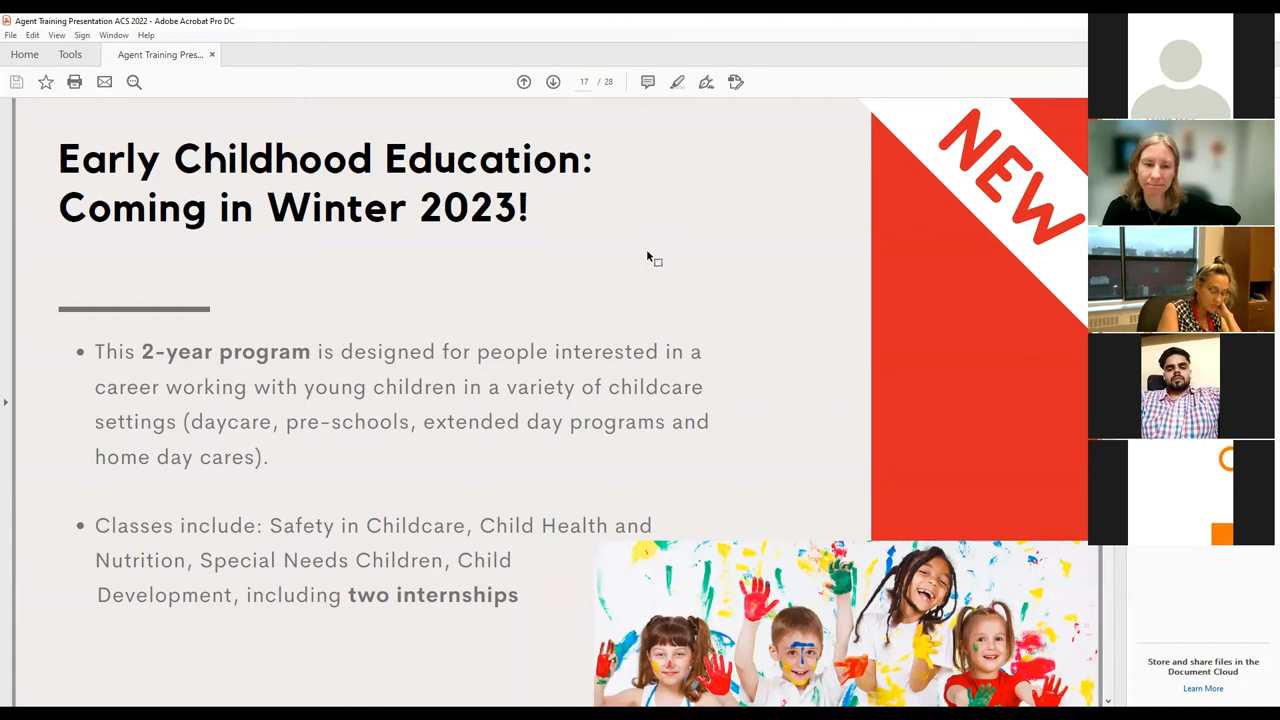 Agent Training Presentation ACS 2022 - Adobe Acrobat Pro DC
File Edit View Sign Window Help
Home Tools Agent Training Pres... ×
17 / 28
NEW
Early Childhood Education:
Coming in Winter 2023!
• This 2-year program is designed for people interested in a
career working with young children in a variety of childcare
settings (daycare, pre-schools, extended day programs and
home day cares).
• Classes include: Safety in Childcare, Child Health and
Nutrition, Special Needs Children, Child
Development, including two internships
Store and share files in the
Document Cloud
Learn More